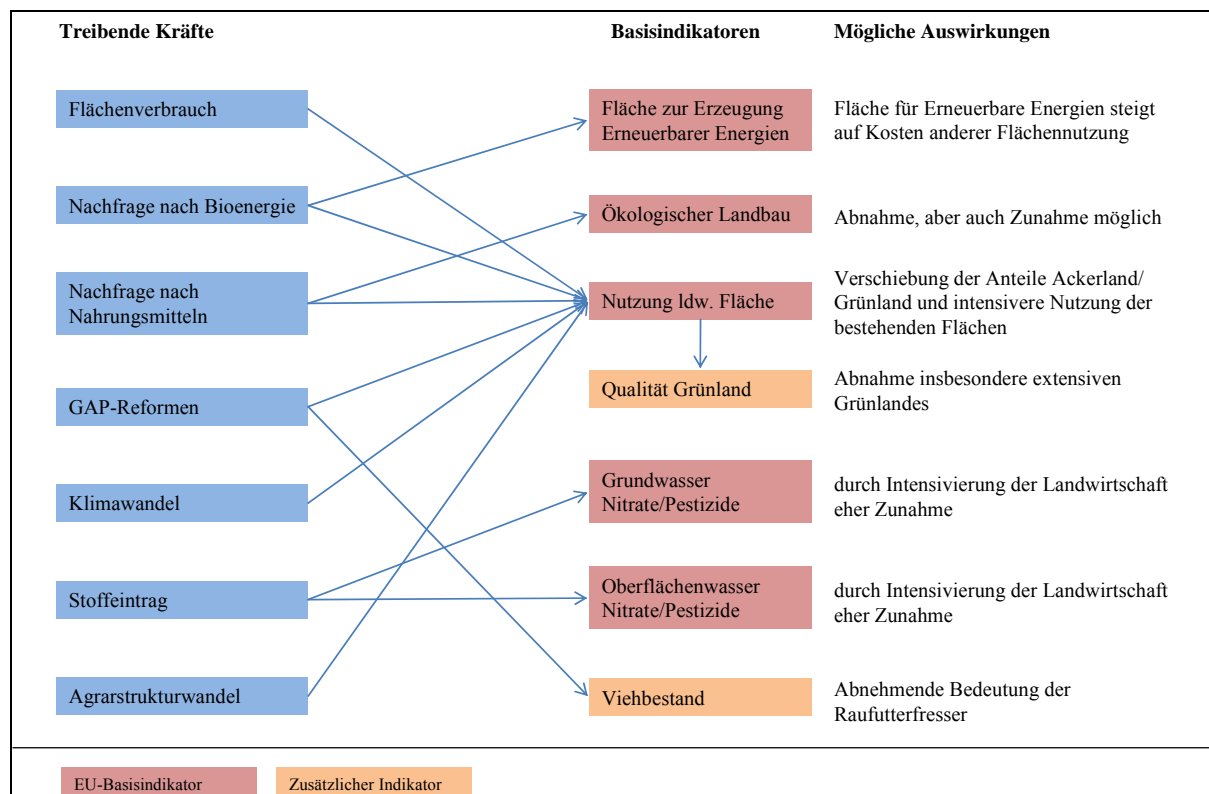 Treibende Kräfte
Basisindikatoren
Mögliche Auswirkungen
Flächenverbrauch
Fläche zur Erzeugung
Erneuerbarer Energien
Fläche für Erneuerbare Energien steigt
auf Kosten anderer Flächennutzung
Nachfrage nach Bioenergie
Ökologischer Landbau
Abnahme, aber auch Zunahme möglich
Nachfrage nach
Nahrungsmitteln
Nutzung ldw. Fläche
Verschiebung der Anteile Ackerland/
Grünland und intensivere Nutzung der
bestehenden Flächen
GAP-Reformen
Qualität Grünland
Abnahme insbesondere extensiven
Grünlandes
Klimawandel
Grundwasser
Nitrate/Pestizide
durch Intensivierung der Landwirtschaft
eher Zunahme
Stoffeintrag
Oberflächenwasser
Nitrate/Pestizide
durch Intensivierung der Landwirtschaft
eher Zunahme
Agrarstrukturwandel
Viehbestand
Abnehmende Bedeutung der
Raufutterfresser
EU-Basisindikator
Zusätzlicher Indikator